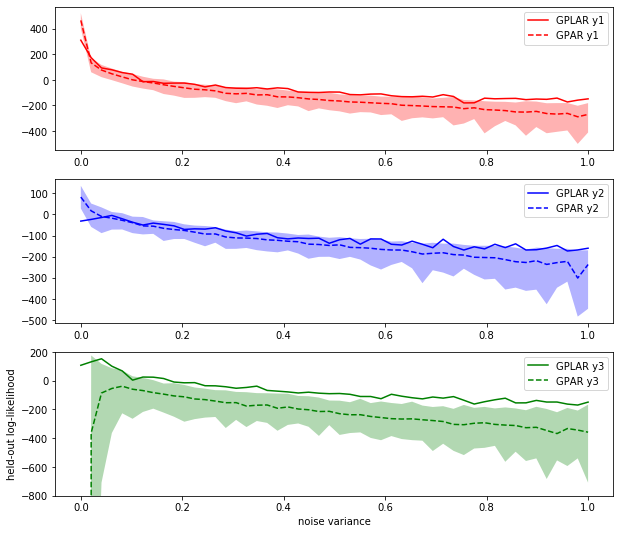 GPLAR y1
GPAR y1
400
200
0
−200
−400
0.0 0.2 0.4 0.6 0.8 1.0
GPLAR y2
GPAR y2
100
0
−100
−200
−300
−400
−500
0.0 0.2 0.4 0.6 0.8 1.0
GPLAR y3
GPAR y3
200
0
−200
−400
−600
−800
held-out log-likelihood
0.0 0.2 0.4 0.6 0.8 1.0
noise variance